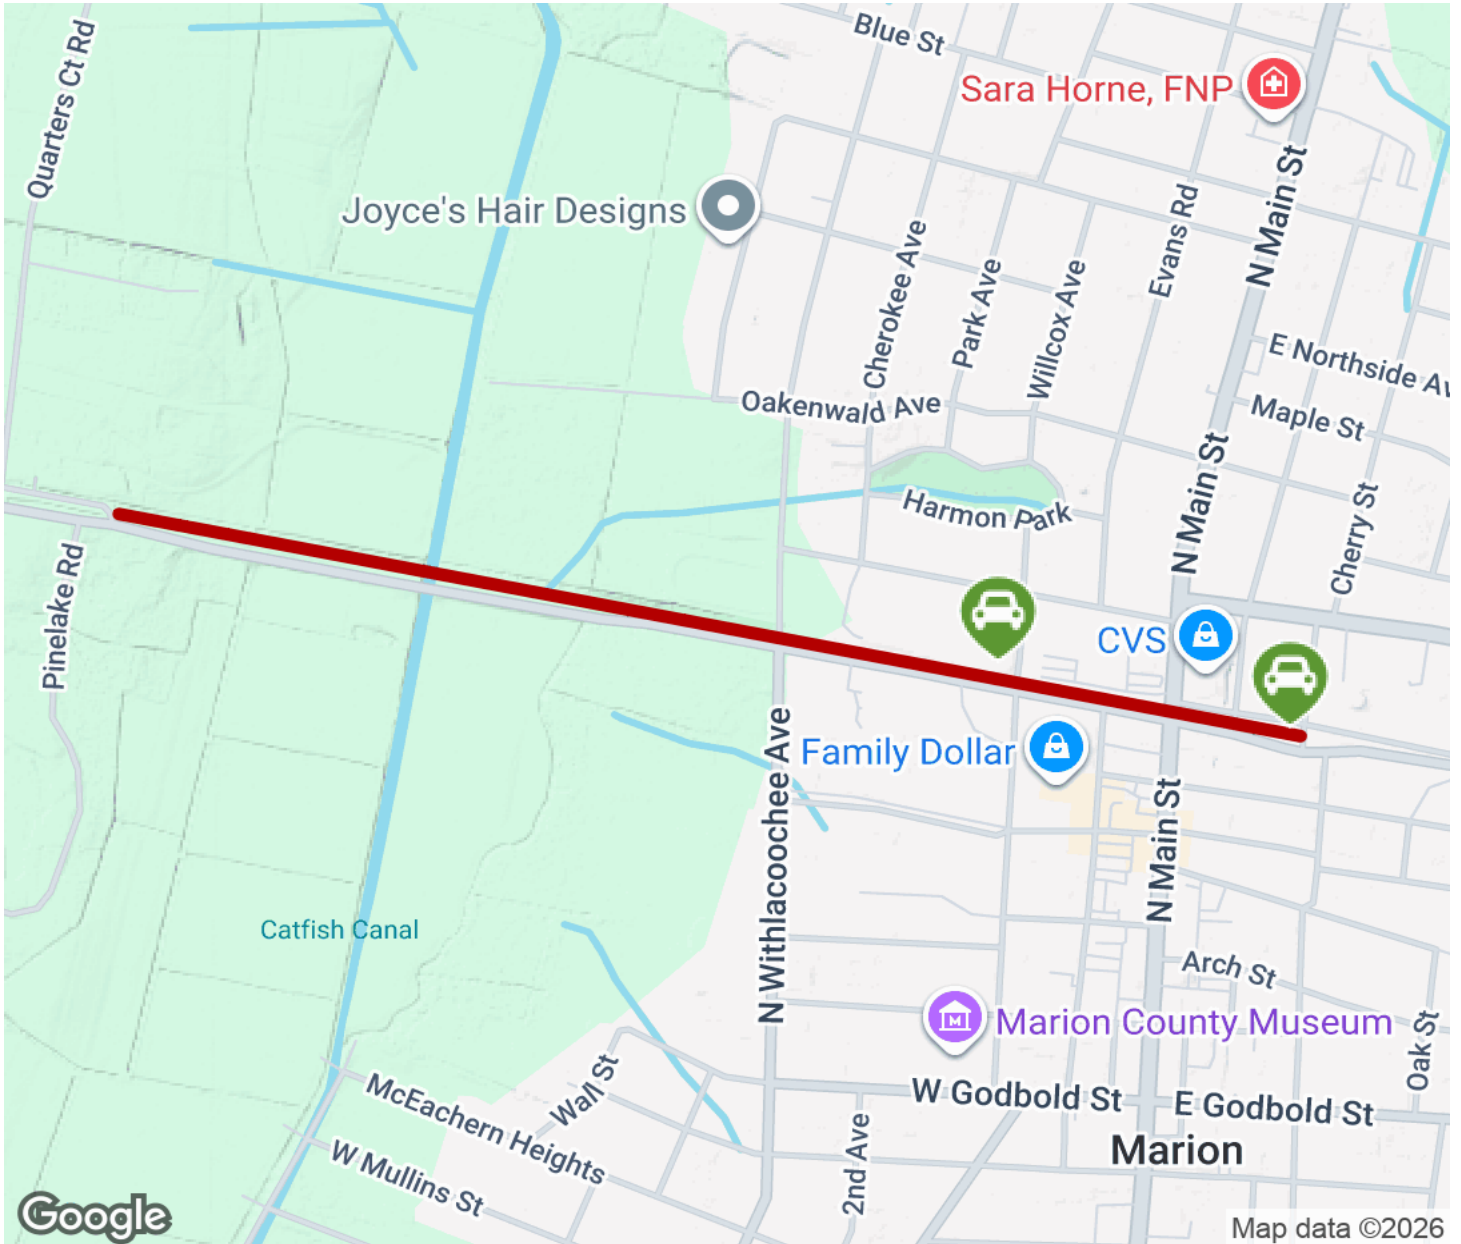 Blue St
Sara Horne, FNP
Quarters Ct Rd
N Main St
Joyce's Hair Designs
Cherokee Ave
Park Ave
Willcox Ave
Evans Rd
E Northside Av
Oakenwald Ave
Maple St
N Main St
Cherry St
Harmon Park
Pinelake Rd
CVS
Family Dollar
N Withlacoochee Ave
N Main St
Catfish Canal
Arch St
Marion County Museum
Oak St
Wall St
McEachern Heights
W Godbold St
E Godbold St
2nd Ave
Marion
W Mullins St
Google
Map data ©2026